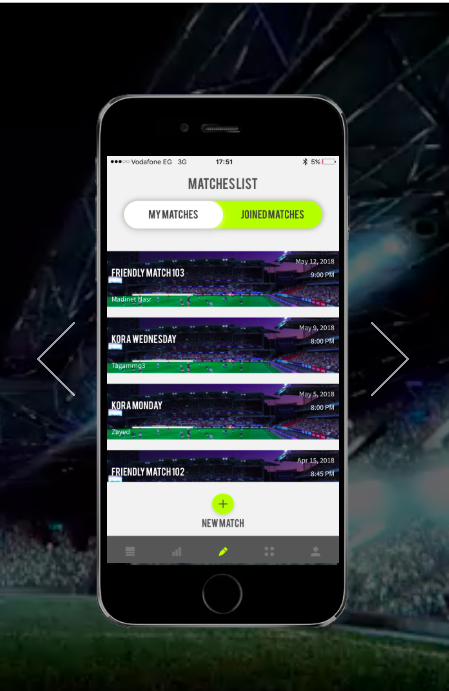 Vodafone EG 3G 17:51 5%
MATCHES LIST
MY MATCHES JOINED MATCHES
May 12, 2018
FRIENDLY MATCH 103
9:00 PM
Madinet Nasr
May 9, 2018
KORA WEDNESDAY
8:00 PM
Tagammo3
May 5, 2018
KORA MONDAY
8:00 PM
Zayed
Apr 15, 2018
FRIENDLY MATCH 102
8:45 PM
NEW MATCH